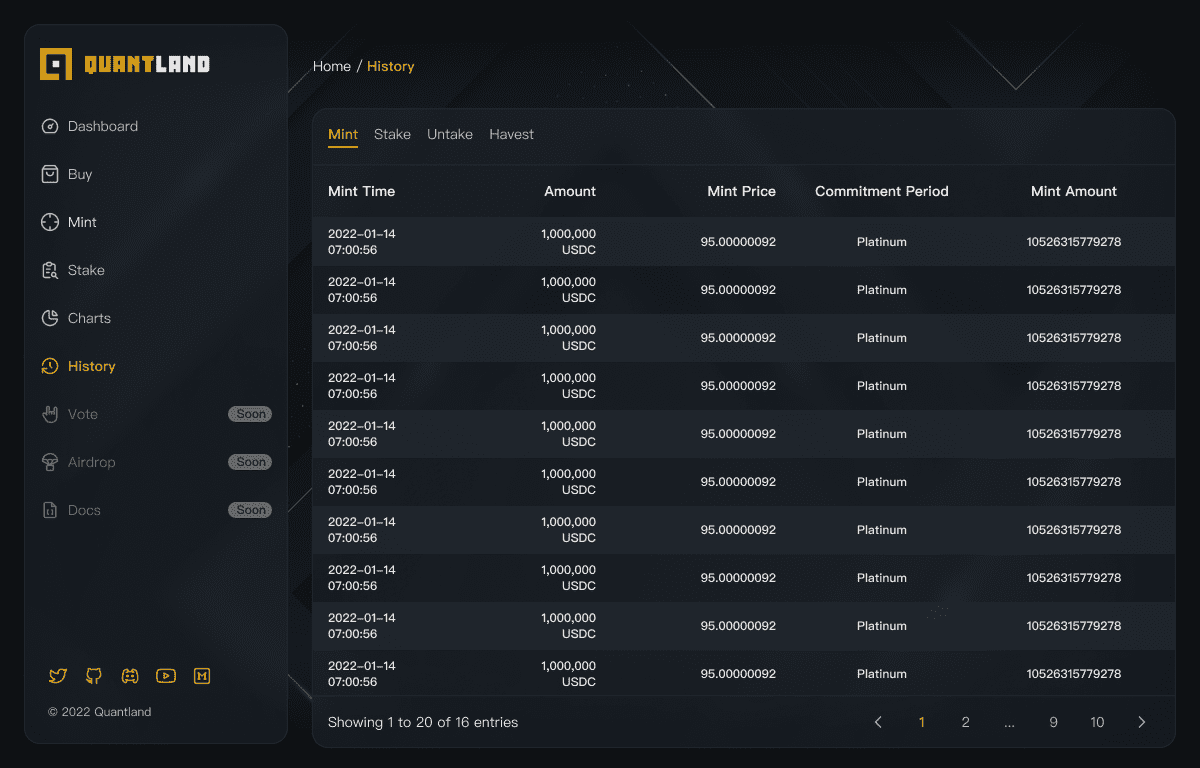 QUANTLAND
Dashboard
Buy
Mint
Stake
Charts
History
Vote Soon
Airdrop Soon
Docs Soon
© 2022 Quantland
Home / History
Mint Stake Untake Havest
Mint Time Amount Mint Price Commitment Period Mint Amount
2022-01-14 1,000,000
07:00:56 USDC 95.00000092 Platinum 10526315779278
2022-01-14 1,000,000
07:00:56 USDC 95.00000092 Platinum 10526315779278
2022-01-14 1,000,000
07:00:56 USDC 95.00000092 Platinum 10526315779278
2022-01-14 1,000,000
07:00:56 USDC 95.00000092 Platinum 10526315779278
2022-01-14 1,000,000
07:00:56 USDC 95.00000092 Platinum 10526315779278
2022-01-14 1,000,000
07:00:56 USDC 95.00000092 Platinum 10526315779278
2022-01-14 1,000,000
07:00:56 USDC 95.00000092 Platinum 10526315779278
2022-01-14 1,000,000
07:00:56 USDC 95.00000092 Platinum 10526315779278
2022-01-14 1,000,000
07:00:56 USDC 95.00000092 Platinum 10526315779278
2022-01-14 1,000,000
07:00:56 USDC 95.00000092 Platinum 10526315779278
Showing 1 to 20 of 16 entries 1 2 ... 9 10